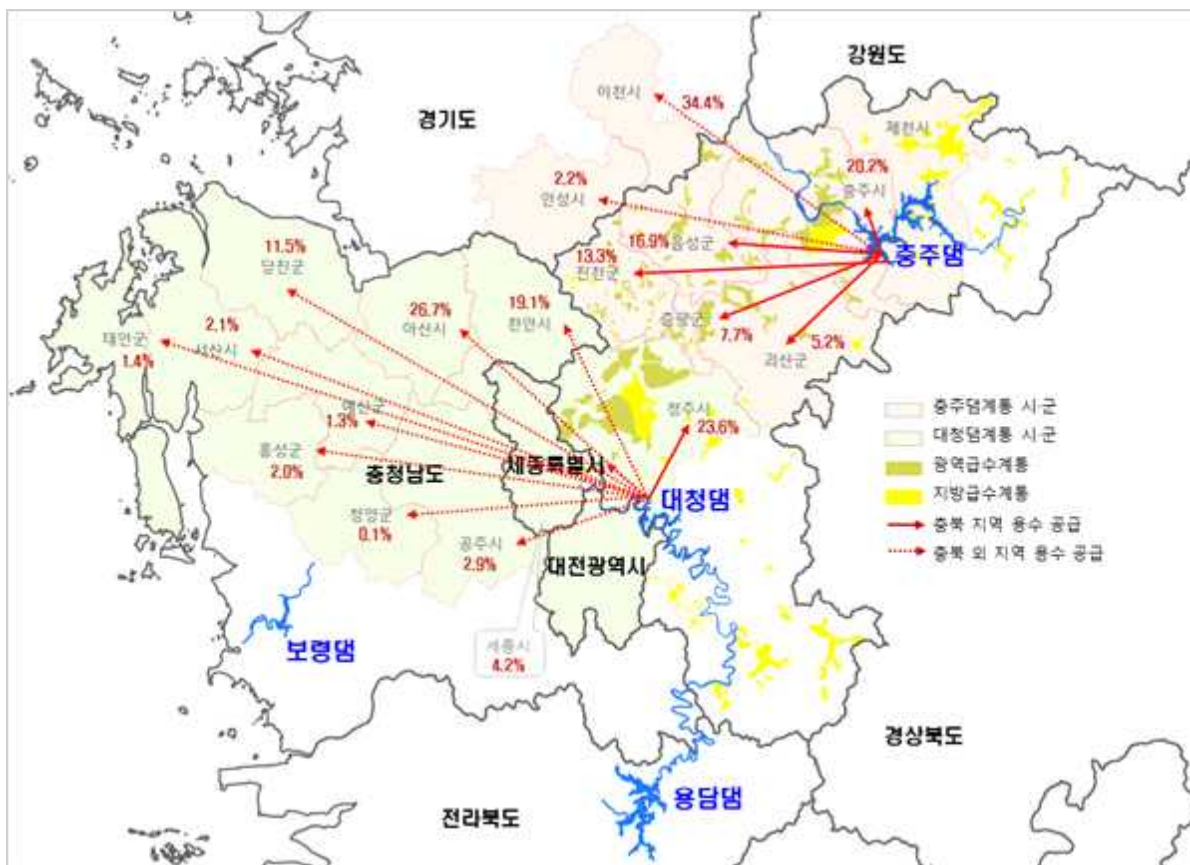 강원도
이천시
34.4%
경기도
제천시
20.2%
충주시
2.2%
안성시
16.9%
음성군
충주댐
13.3%
진천군
11.5%
당진군
26.7%
아산시
19.1%
천안시
증평군
7.7%
5.2%
괴산군
태안군
1.4%
2.1%
서산시
예산군
1.3%
청주시
23.6%
홍성군
2.0%
충청남도
세종특별시
대청댐
청양군
0.1%
공주시
2.9%
대전광역시
세종시
4.2%
보령댐
용담댐
전라북도
경상북도
충주댐계통 시·군
대청댐계통 시·군
광역급수계통
지방급수계통
충북 지역 용수 공급
충북 외 지역 용수 공급